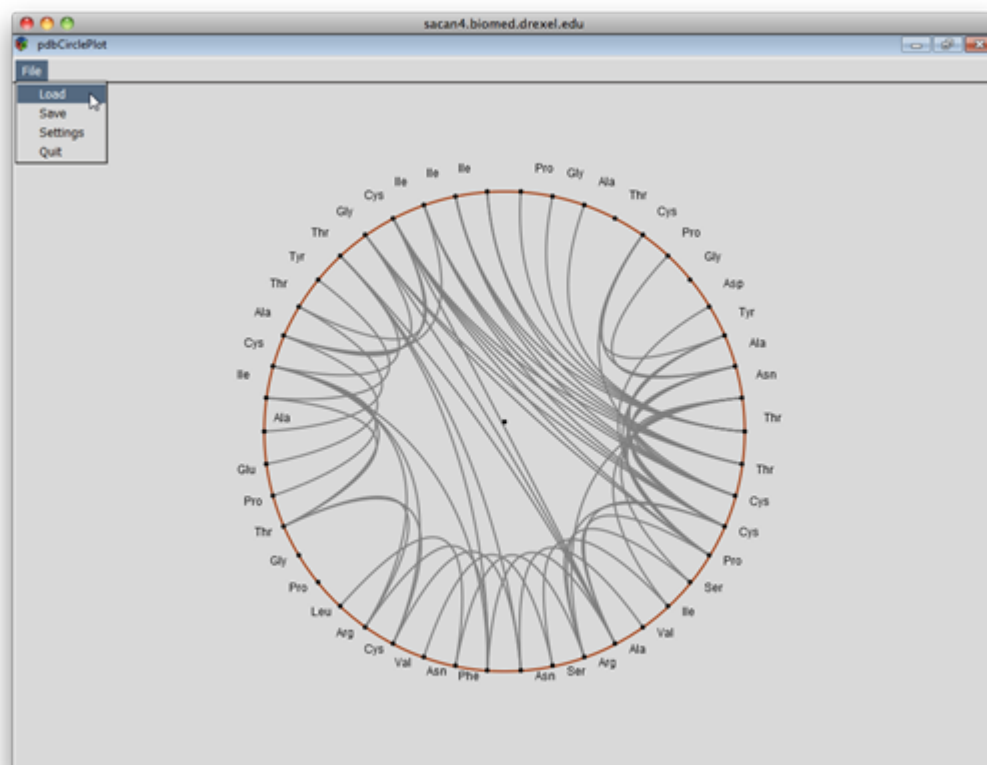 sacan4.biomed.drexel.edu
pdbCirclePlot
File
Load
Save
Settings
Quit
Pro
Gly
Ala
Thr
Cys
Pro
Gly
Asp
Tyr
Ala
Asn
Thr
Thr
Cys
Cys
Pro
Ser
Ile
Val
Ala
Arg
Ser
Asn
Phe
Asn
Val
Cys
Arg
Leu
Pro
Gly
Thr
Pro
Glu
Ala
Ile
Cys
Ala
Thr
Tyr
Thr
Gly
Cys
Ile
Ile
Ile